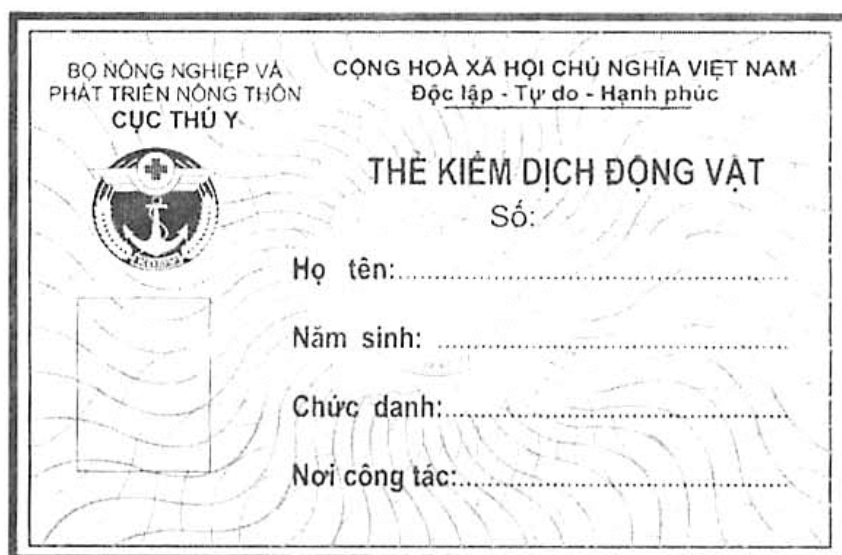 BỘ NÔNG NGHIỆP VÀ
PHÁT TRIỂN NÔNG THÔN
CỤC THÚ Y
CỘNG HOÀ XÃ HỘI CHỦ NGHĨA VIỆT NAM
Độc lập - Tự do - Hạnh phúc
THẺ KIỂM DỊCH ĐỘNG VẬT
Số:
Họ tên:
Năm sinh:
Chức danh:
Nơi công tác: